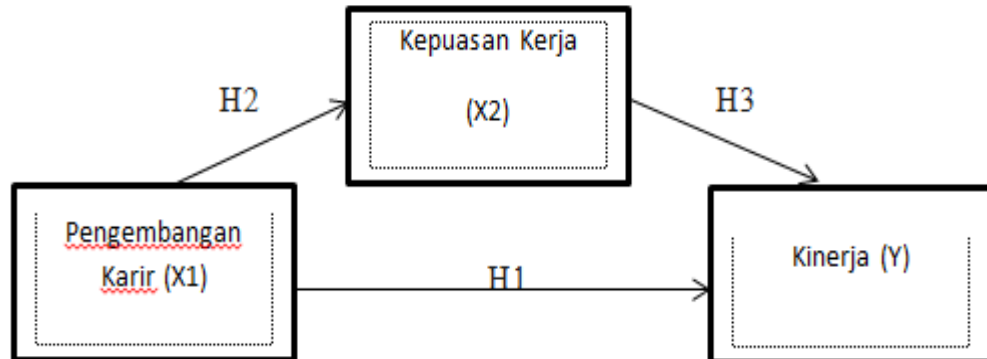 Kepuasan Kerja
(X2)
H2
H3
Pengembangan
Karir (X1)
H1
Kinerja (Y)